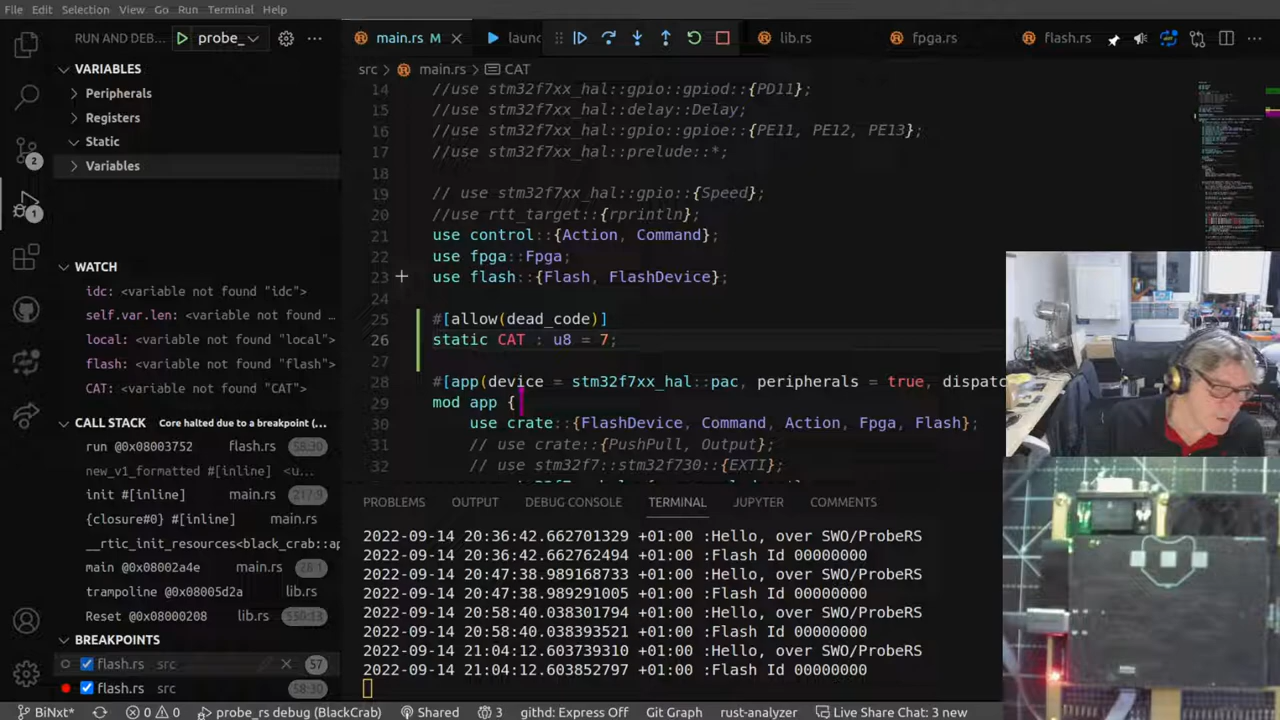 File Edit Selection View Go Run Terminal Help
RUN AND DEB... probe_
main.rs M
lib.rs
fpga.rs
flash.rs
src > main.rs > CAT
VARIABLES
Peripherals
Registers
Static
Variables
WATCH
idc: <variable not found "idc">
self.var.len: <variable not found ...
local: <variable not found "local">
flash: <variable not found "flash">
CAT: <variable not found "CAT">
CALL STACK Core halted due to a breakpoint (...
run @0x08003752 flash.rs 58:30
new_v1_formatted #[inline] <u...
init #[inline] main.rs 217:9
{closure#0} #[inline] main.rs
__rtic_init_resources<black_crab::ap
main @0x08002a4e main.rs 28:1
trampoline @0x08005d2a lib.rs
Reset @0x08000208 lib.rs 550:13
BREAKPOINTS
flash.rs src 57
flash.rs src 58:30
14 //use stm32f7xx_hal::gpio::gpiod::{PD11};
15 //use stm32f7xx_hal::delay::Delay;
16 //use stm32f7xx_hal::gpio::gpioe::{PE11, PE12, PE13};
17 //use stm32f7xx_hal::prelude::*;
18
19 // use stm32f7xx_hal::gpio::{Speed};
20 //use rtt_target::{rprintln};
21 use control::{Action, Command};
22 use fpga::Fpga;
23 use flash::{Flash, FlashDevice};
24
25 #[allow(dead_code)]
26 static CAT : u8 = 7;
27
28 #[app(device = stm32f7xx_hal::pac, peripherals = true, dispatc
29 mod app {
30 use crate::{FlashDevice, Command, Action, Fpga, Flash};
31 // use crate::{PushPull, Output};
32 // use stm32f7::stm32f730::{EXTI};
PROBLEMS OUTPUT DEBUG CONSOLE TERMINAL JUPYTER COMMENTS
2022-09-14 20:36:42.662701329 +01:00 :Hello, over SWO/ProbeRS
2022-09-14 20:36:42.662762494 +01:00 :Flash Id 00000000
2022-09-14 20:47:38.989168733 +01:00 :Hello, over SWO/ProbeRS
2022-09-14 20:47:38.989291005 +01:00 :Flash Id 00000000
2022-09-14 20:58:40.038301794 +01:00 :Hello, over SWO/ProbeRS
2022-09-14 20:58:40.038393521 +01:00 :Flash Id 00000000
2022-09-14 21:04:12.603739310 +01:00 :Hello, over SWO/ProbeRS
2022-09-14 21:04:12.603852797 +01:00 :Flash Id 00000000
BiNxt* 0 0 probe_rs debug (BlackCrab) Shared 3 githd: Express Off Git Graph rust-analyzer Live Share Chat: 3 new